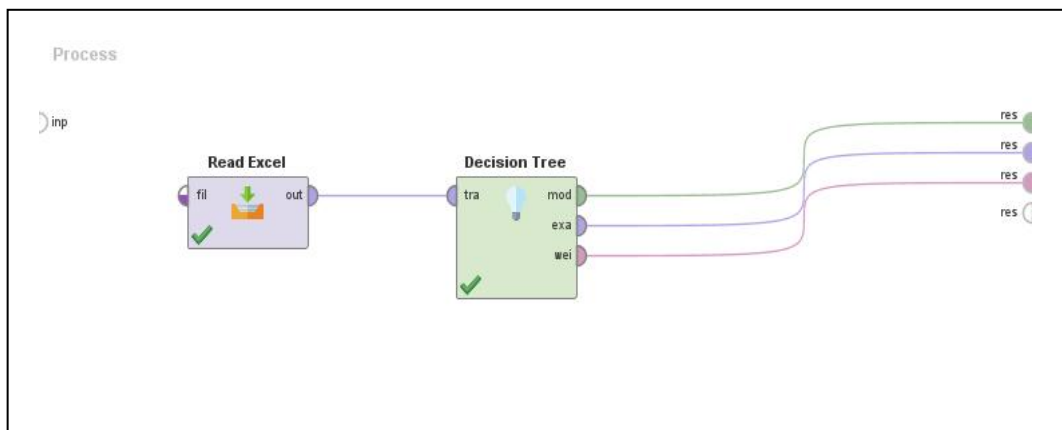 Process
inp
res
res
res
res
Read Excel
fil
out
Decision Tree
tra
mod
exa
wei